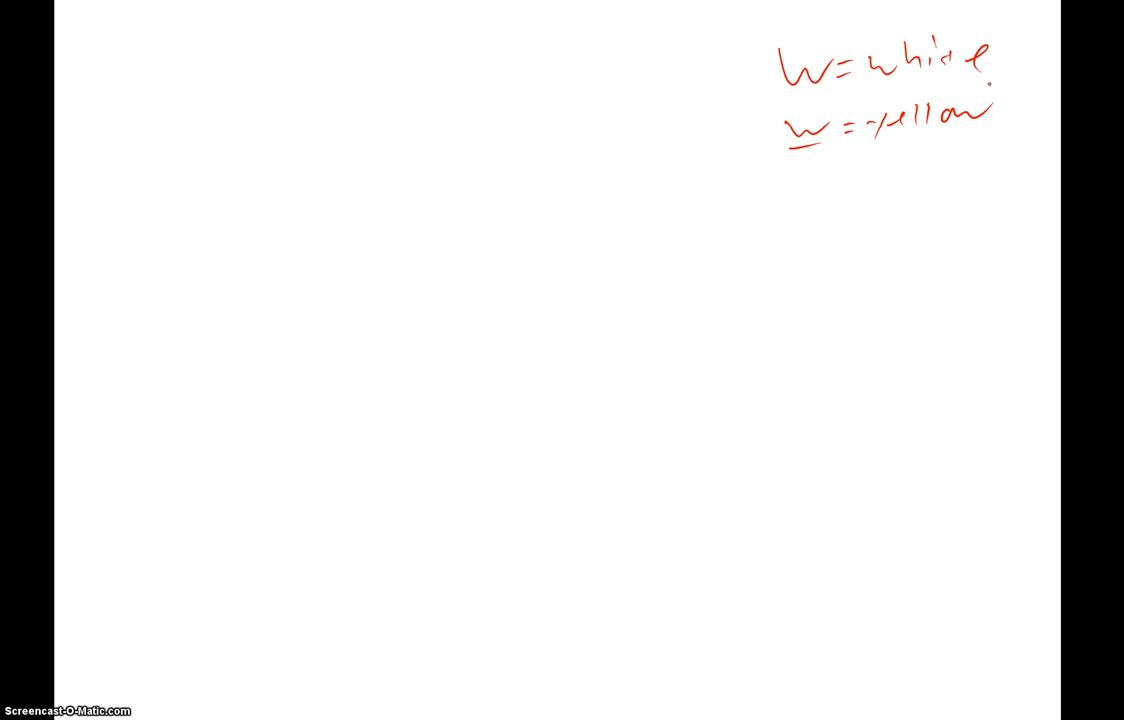 W = white
w = yellow
Screencast-O-Matic.com